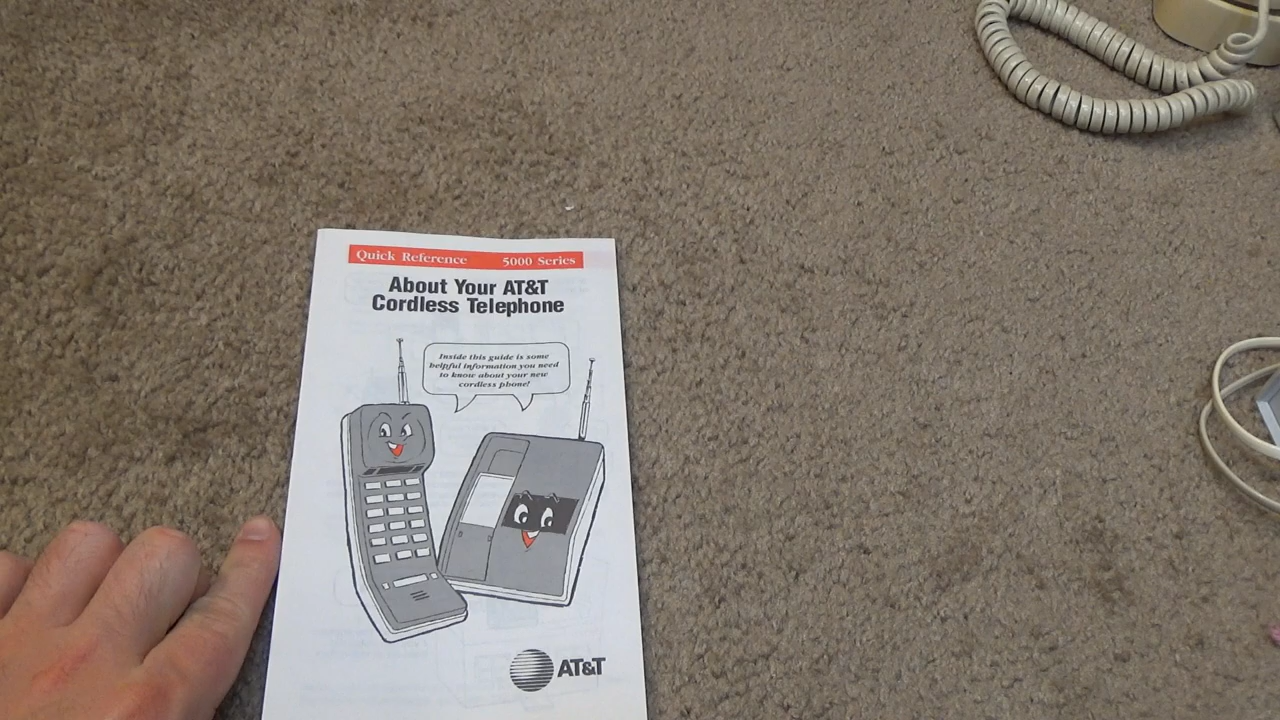 Quick Reference 5000 Series
About Your AT&T
Cordless Telephone
Inside this guide is some
helpful information you need
to know about your new
cordless phone!
AT&T